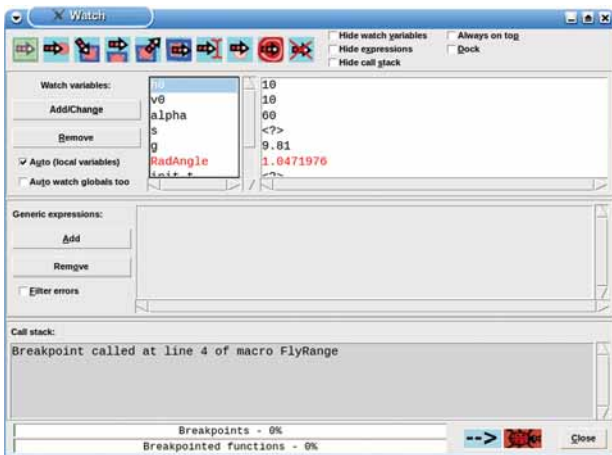 X Watch
Hide watch variables
Always on top
Hide expressions
Dock
Hide call stack
Watch variables:
Add/Change
Remove
Auto (local variables)
Auto watch globals too
10
v0 10
alpha 60
s <?>
g 9.81
RadAngle 1.0471976
init_t <?>
Generic expressions:
Add
Remove
Filter errors
Call stack:
Breakpoint called at line 4 of macro FlyRange
Breakpoints - 0%
Breakpointed functions - 0%
-->
Close